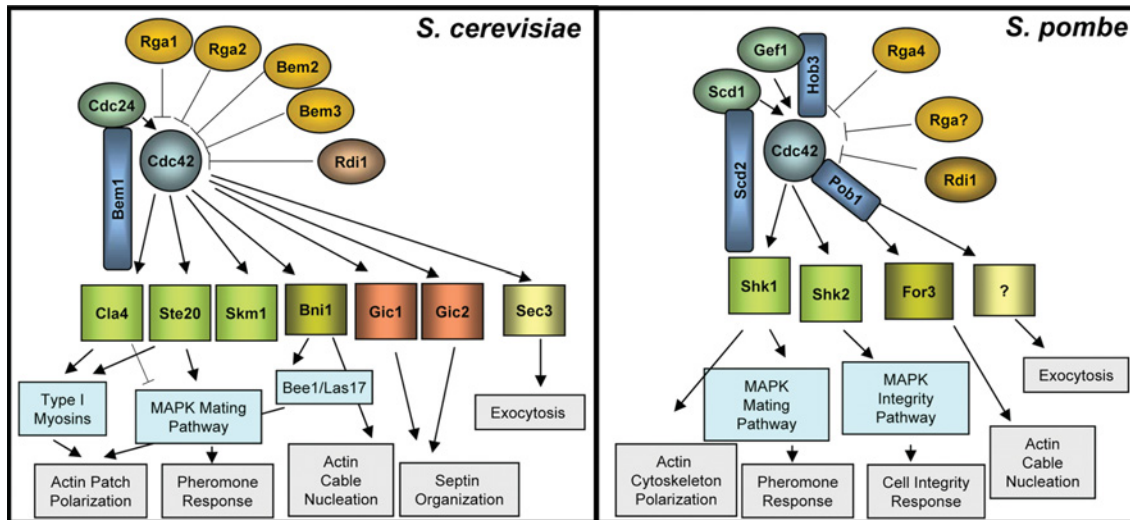 S. cerevisiae
Rga1
Rga2
Bem2
Bem3
Cdc24
Cdc42
Rdi1
Bem1
Cla4
Ste20
Skm1
Bni1
Gic1
Gic2
Sec3
Type I
Myosins
MAPK Mating
Pathway
Bee1/Las17
Exocytosis
Actin Patch
Polarization
Pheromone
Response
Actin
Cable
Nucleation
Septin
Organization
S. pombe
Gef1
Hob3
Rga4
Scd1
Rga?
Cdc42
Scd2
Pob1
Rdi1
Shk1
Shk2
For3
?
MAPK
Mating
Pathway
MAPK
Integrity
Pathway
Exocytosis
Actin
Cytoskeleton
Polarization
Pheromone
Response
Cell Integrity
Response
Actin
Cable
Nucleation